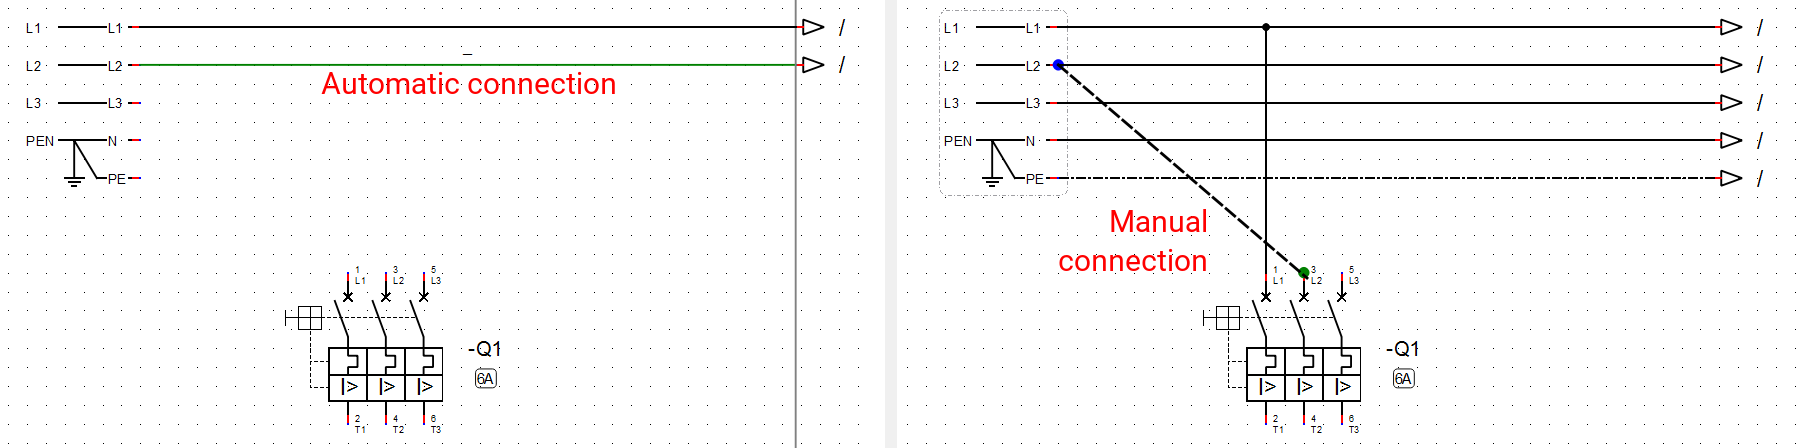 L1 L1 /
L2 L2 /
Automatic connection
L3 L3
PEN N
PE
1 3 5
L1 L2 L3
-Q1
6A
I> I> I>
2 4 6
T1 T2 T3
L1 L1 /
L2 L2 /
L3 L3 /
PEN N /
PE /
Manual
connection
1 3 5
L1 L2 L3
-Q1
6A
I> I> I>
2 4 6
T1 T2 T3